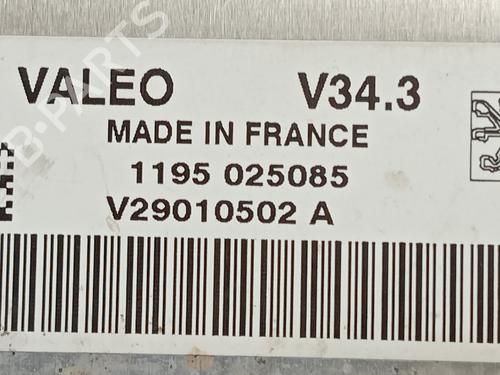 B-PARTS
VALEO V34.3
MADE IN FRANCE
1195 025085
V29010502 A